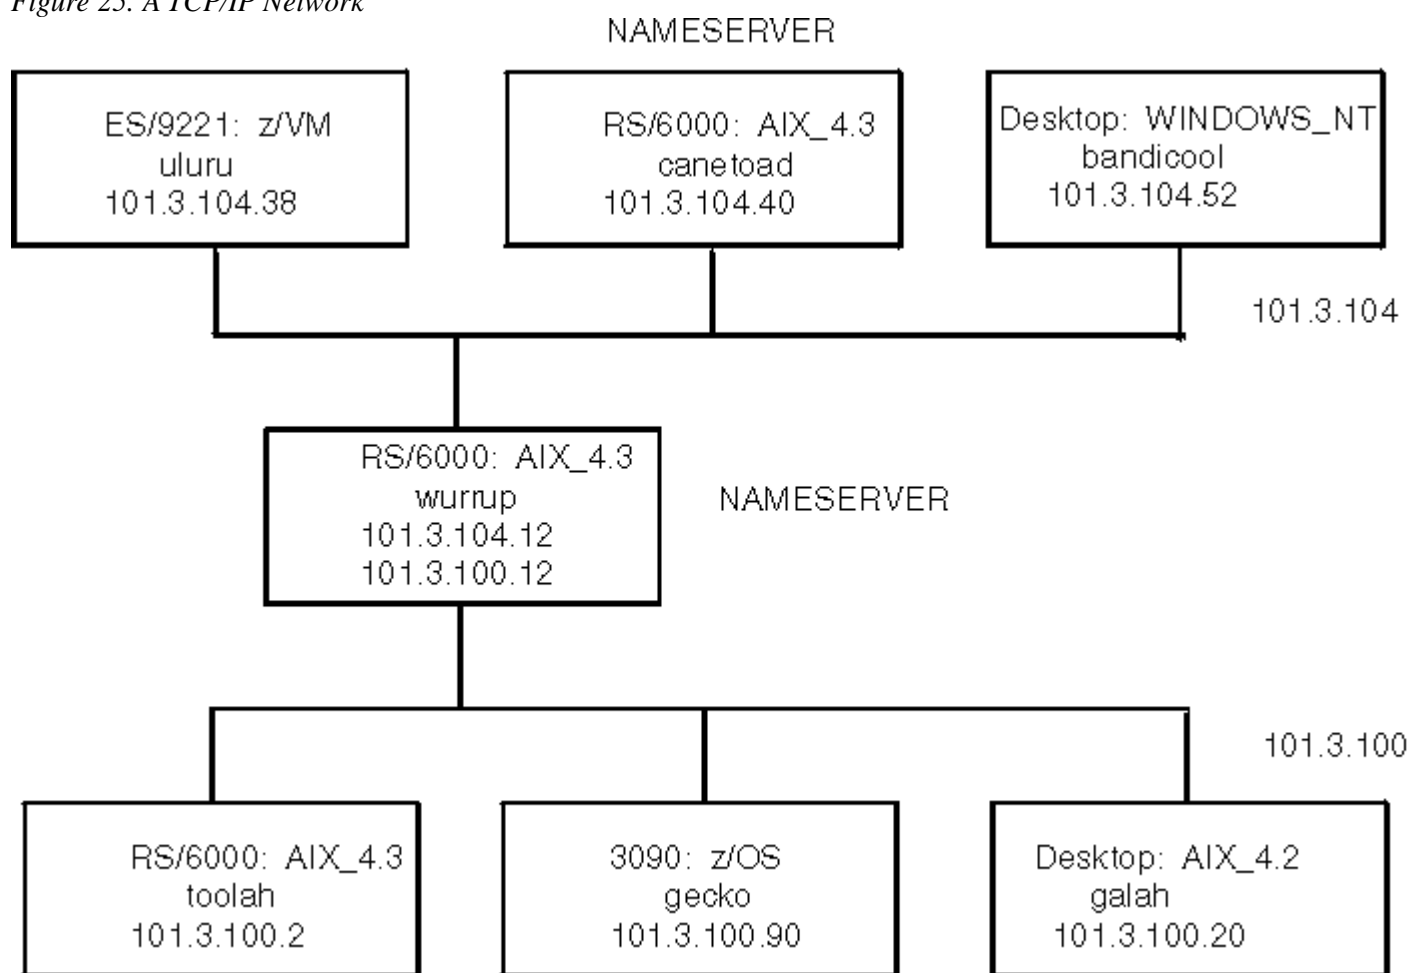 Figure 25. A TCP/IP Network
NAMESERVER
ES/9221: z/VM
uluru
101.3.104.38
RS/6000: AIX_4.3
canetoad
101.3.104.40
Desktop: WINDOWS_NT
bandicool
101.3.104.52
101.3.104
RS/6000: AIX_4.3
wurrup
101.3.104.12
101.3.100.12
NAMESERVER
101.3.100
RS/6000: AIX_4.3
toolah
101.3.100.2
3090: z/OS
gecko
101.3.100.90
Desktop: AIX_4.2
galah
101.3.100.20